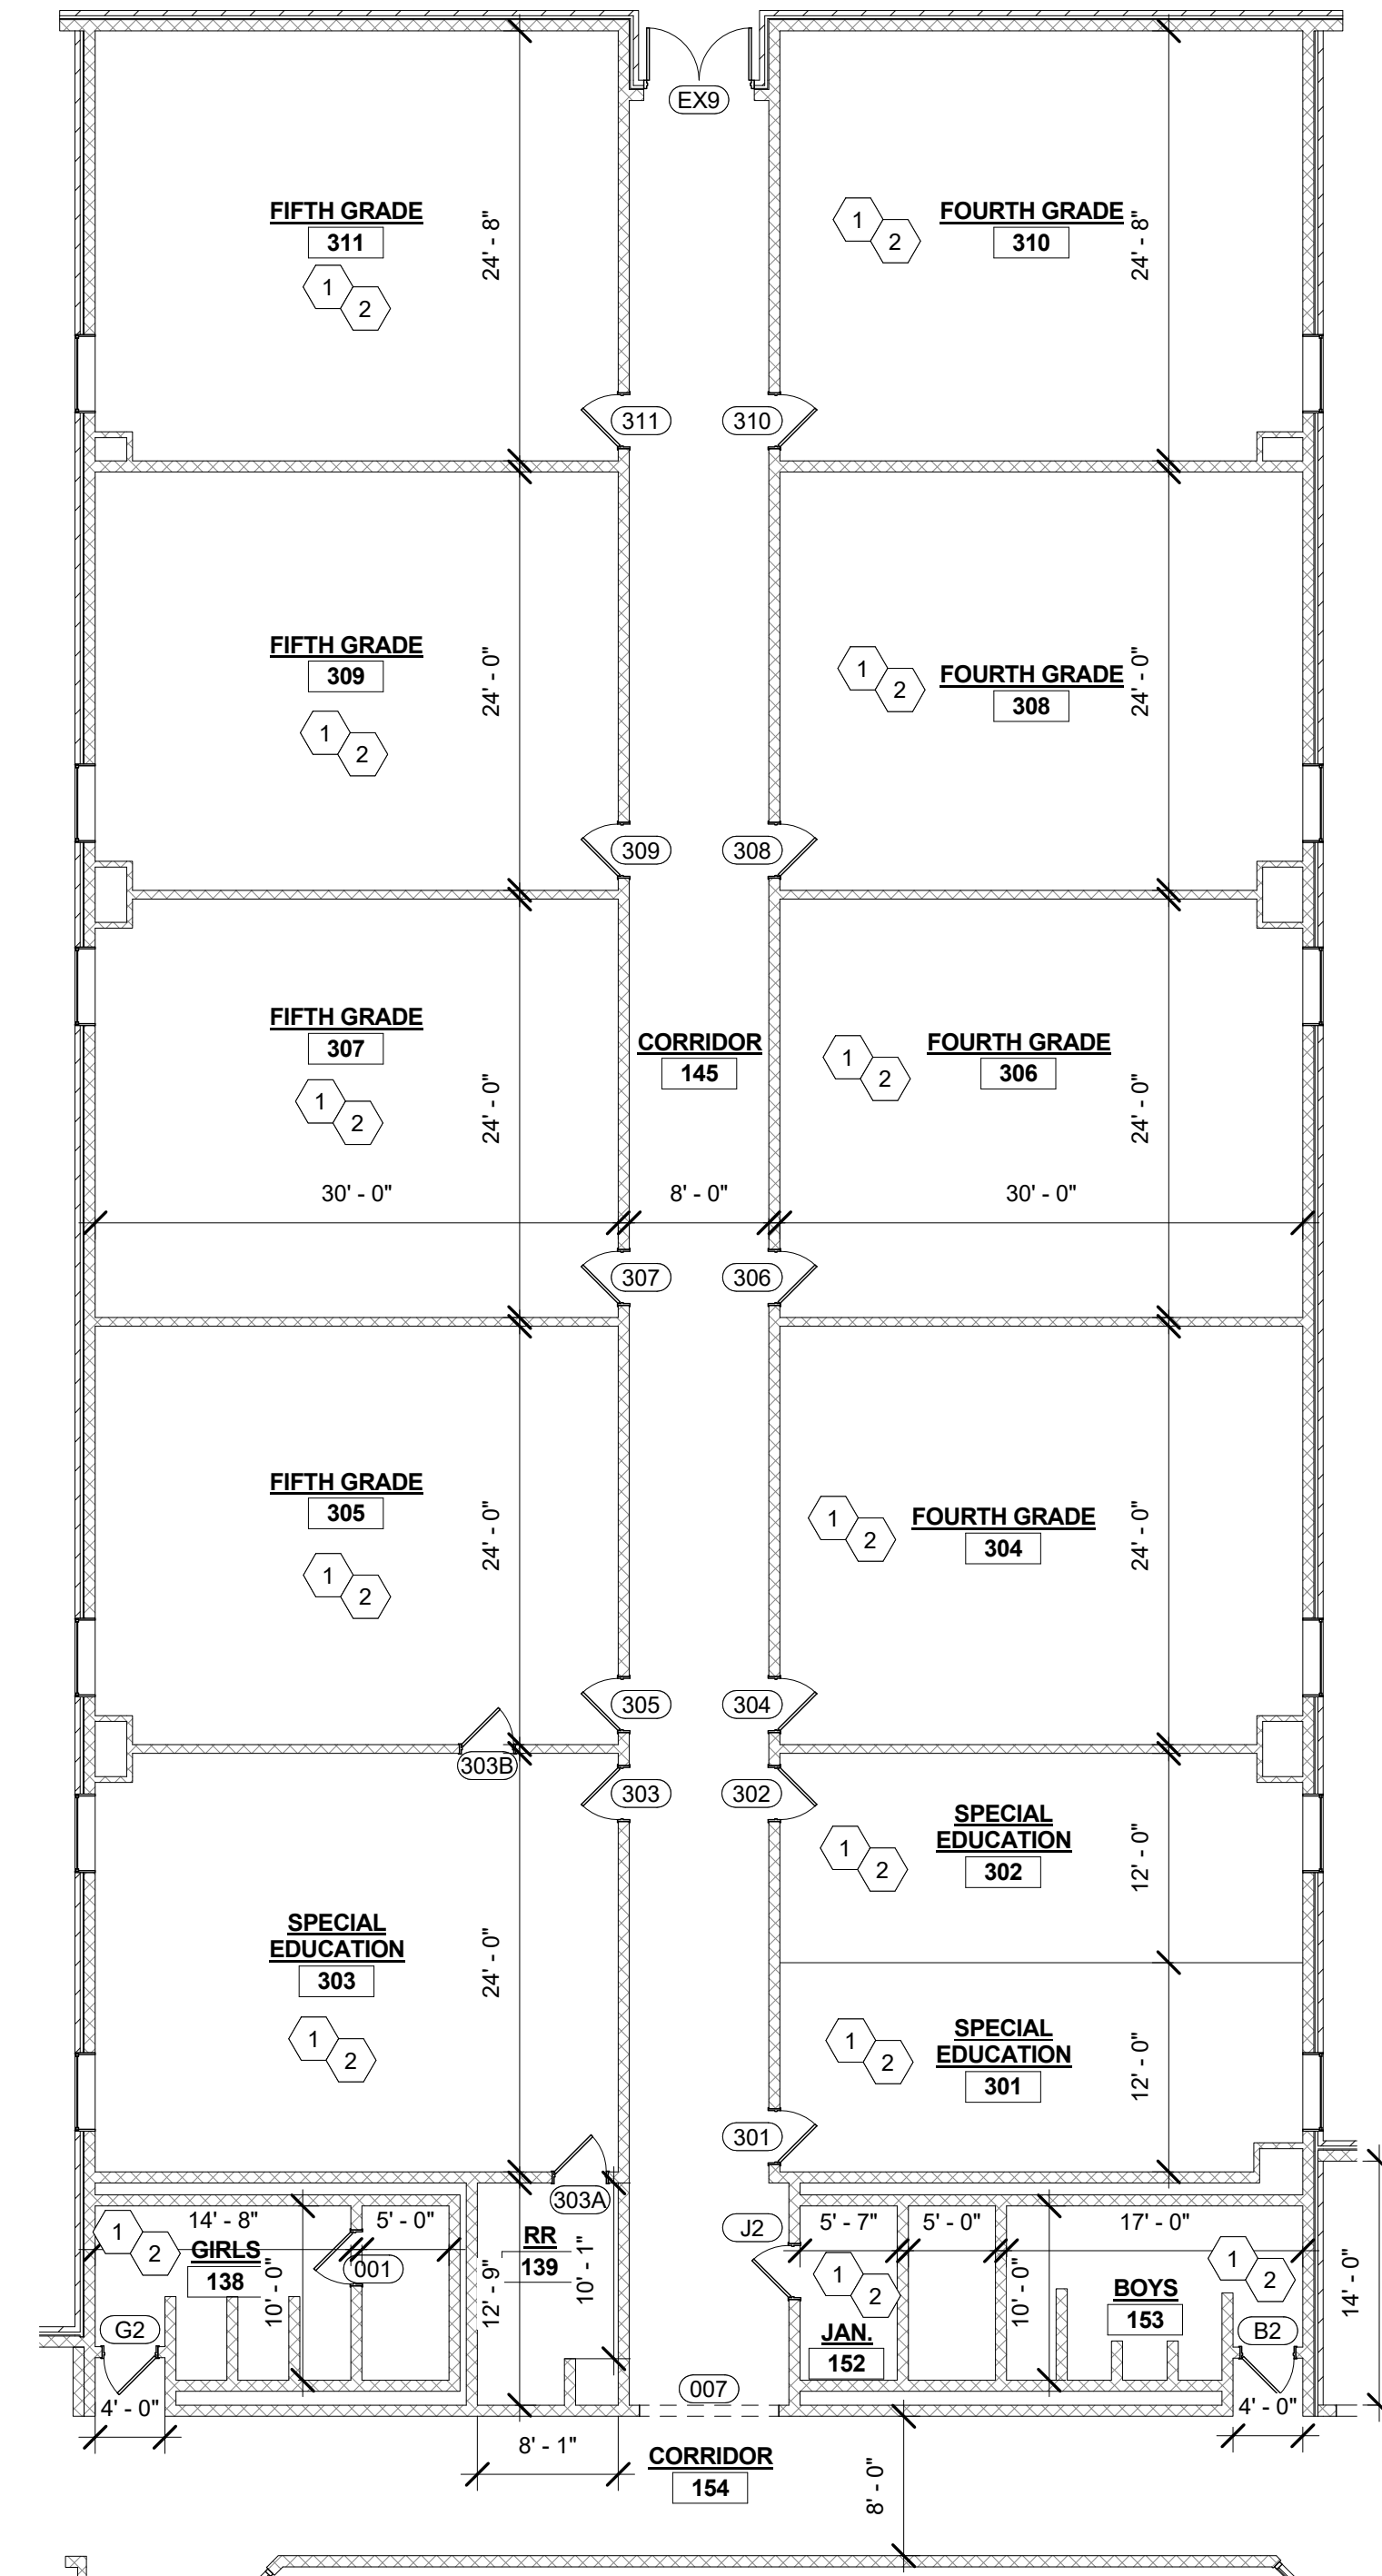 EX9
FIFTH GRADE
311
1
2
24' - 8"
1
2
FOURTH GRADE
310
24' - 8"
311
310
FIFTH GRADE
309
1
2
24' - 0"
1
2
FOURTH GRADE
308
24' - 0"
309
308
FIFTH GRADE
307
1
2
24' - 0"
CORRIDOR
145
1
2
FOURTH GRADE
306
24' - 0"
30' - 0"
8' - 0"
30' - 0"
307
306
FIFTH GRADE
305
1
2
24' - 0"
1
2
FOURTH GRADE
304
24' - 0"
305
304
303B
303
302
1
2
SPECIAL
EDUCATION
302
12' - 0"
SPECIAL
EDUCATION
303
1
2
24' - 0"
1
2
SPECIAL
EDUCATION
301
12' - 0"
301
303A
1
2
14' - 8"
5' - 0"
GIRLS
138
10' - 0"
001
G2
4' - 0"
RR
139
12' - 9"
10' - 1"
8' - 1"
J2
5' - 7"
5' - 0"
17' - 0"
1
2
JAN.
152
10' - 0"
BOYS
153
1
2
B2
4' - 0"
14' - 0"
007
CORRIDOR
154
8' - 0"